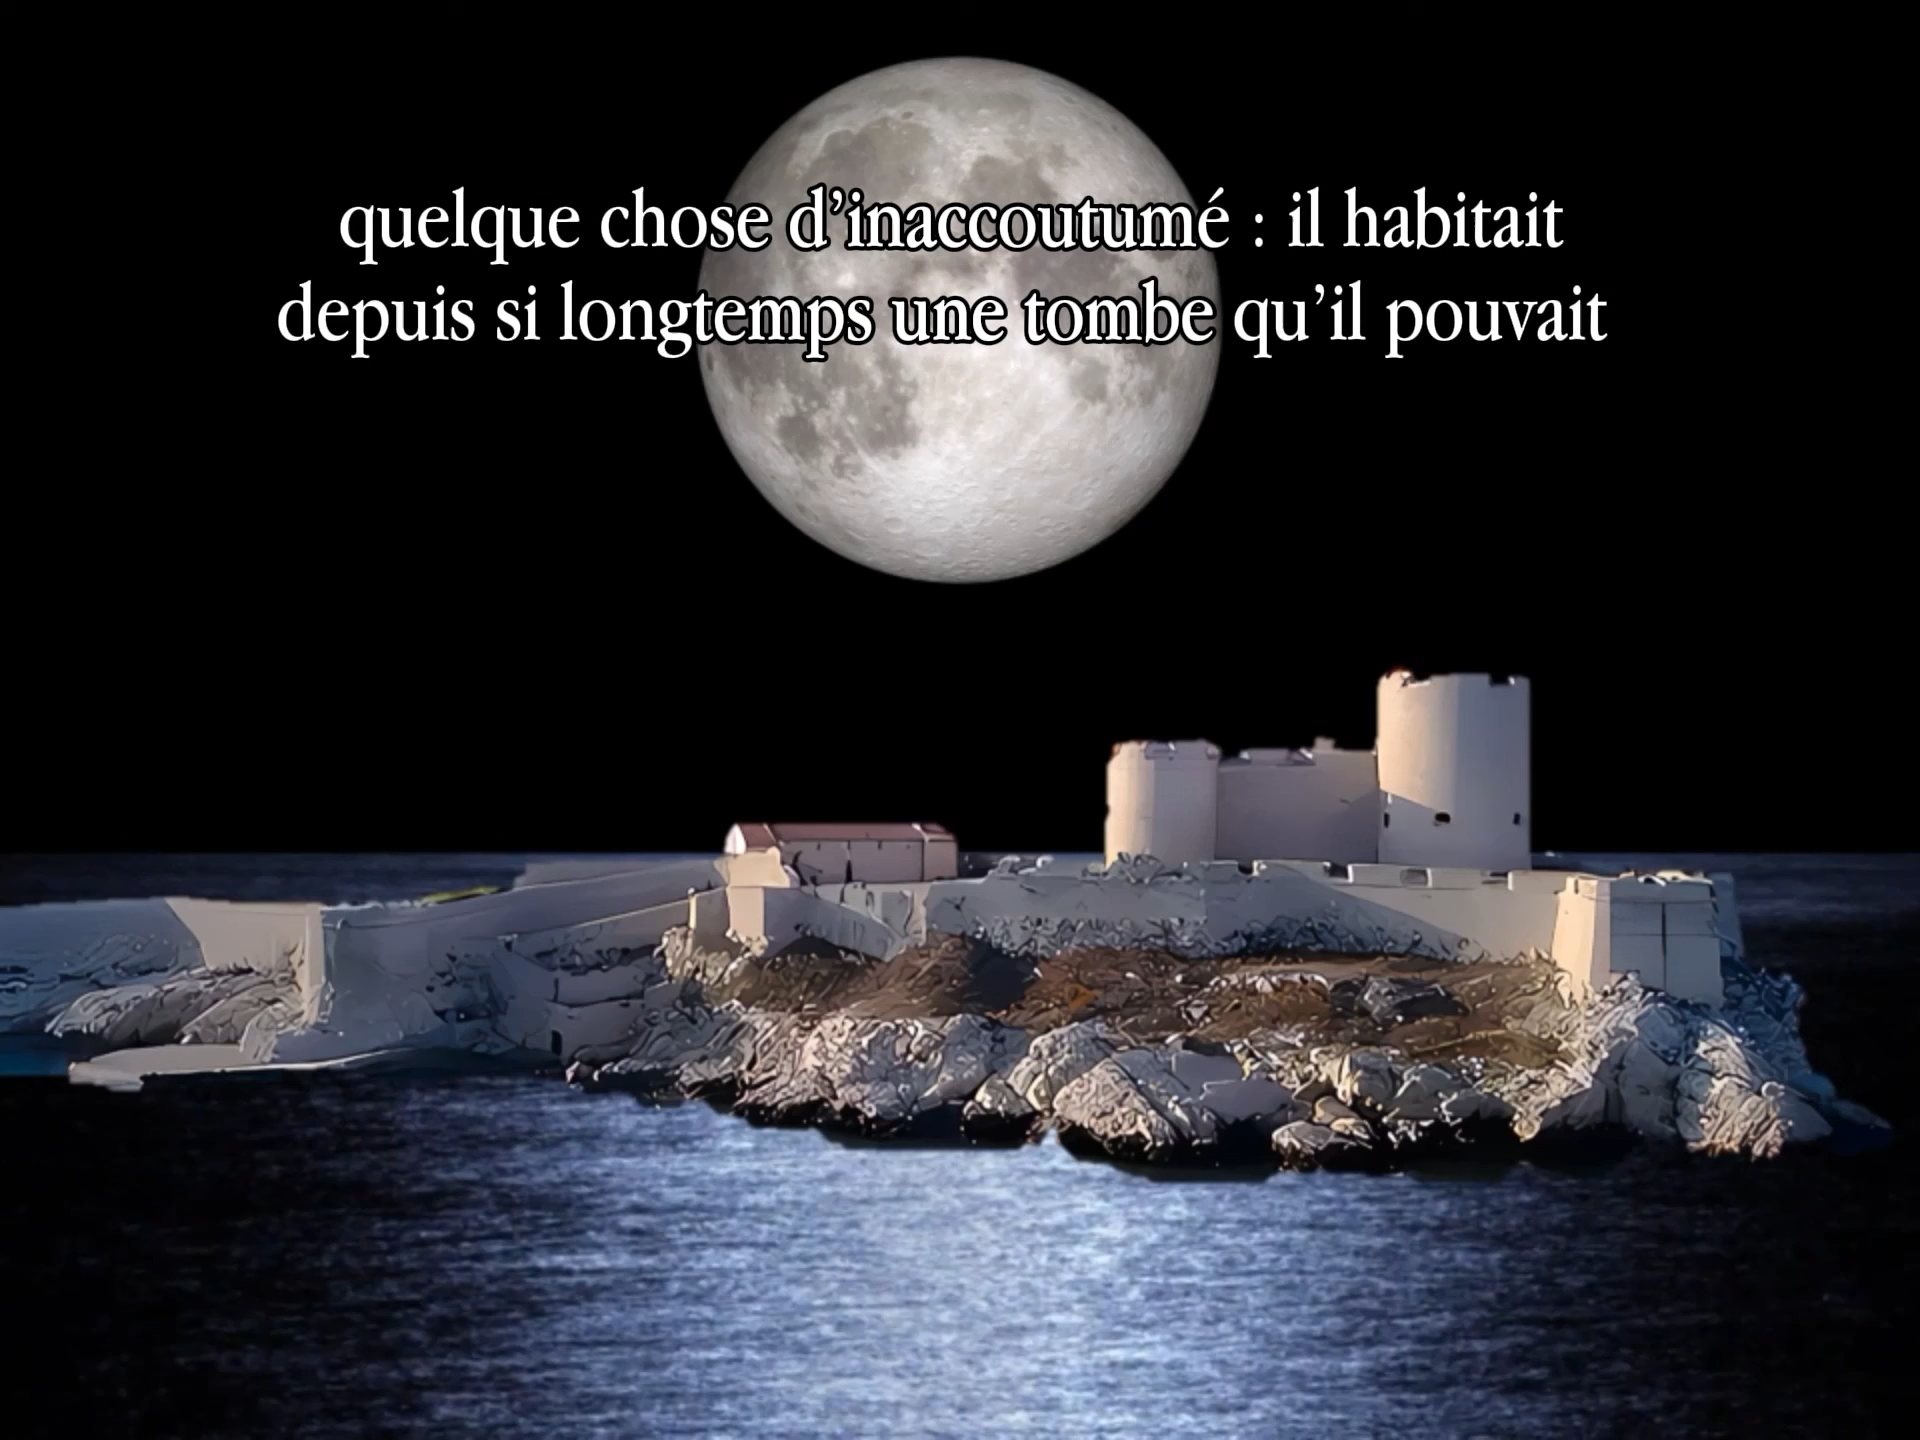 quelque chose d’inaccoutumé : il habitait
depuis si longtemps une tombe qu’il pouvait